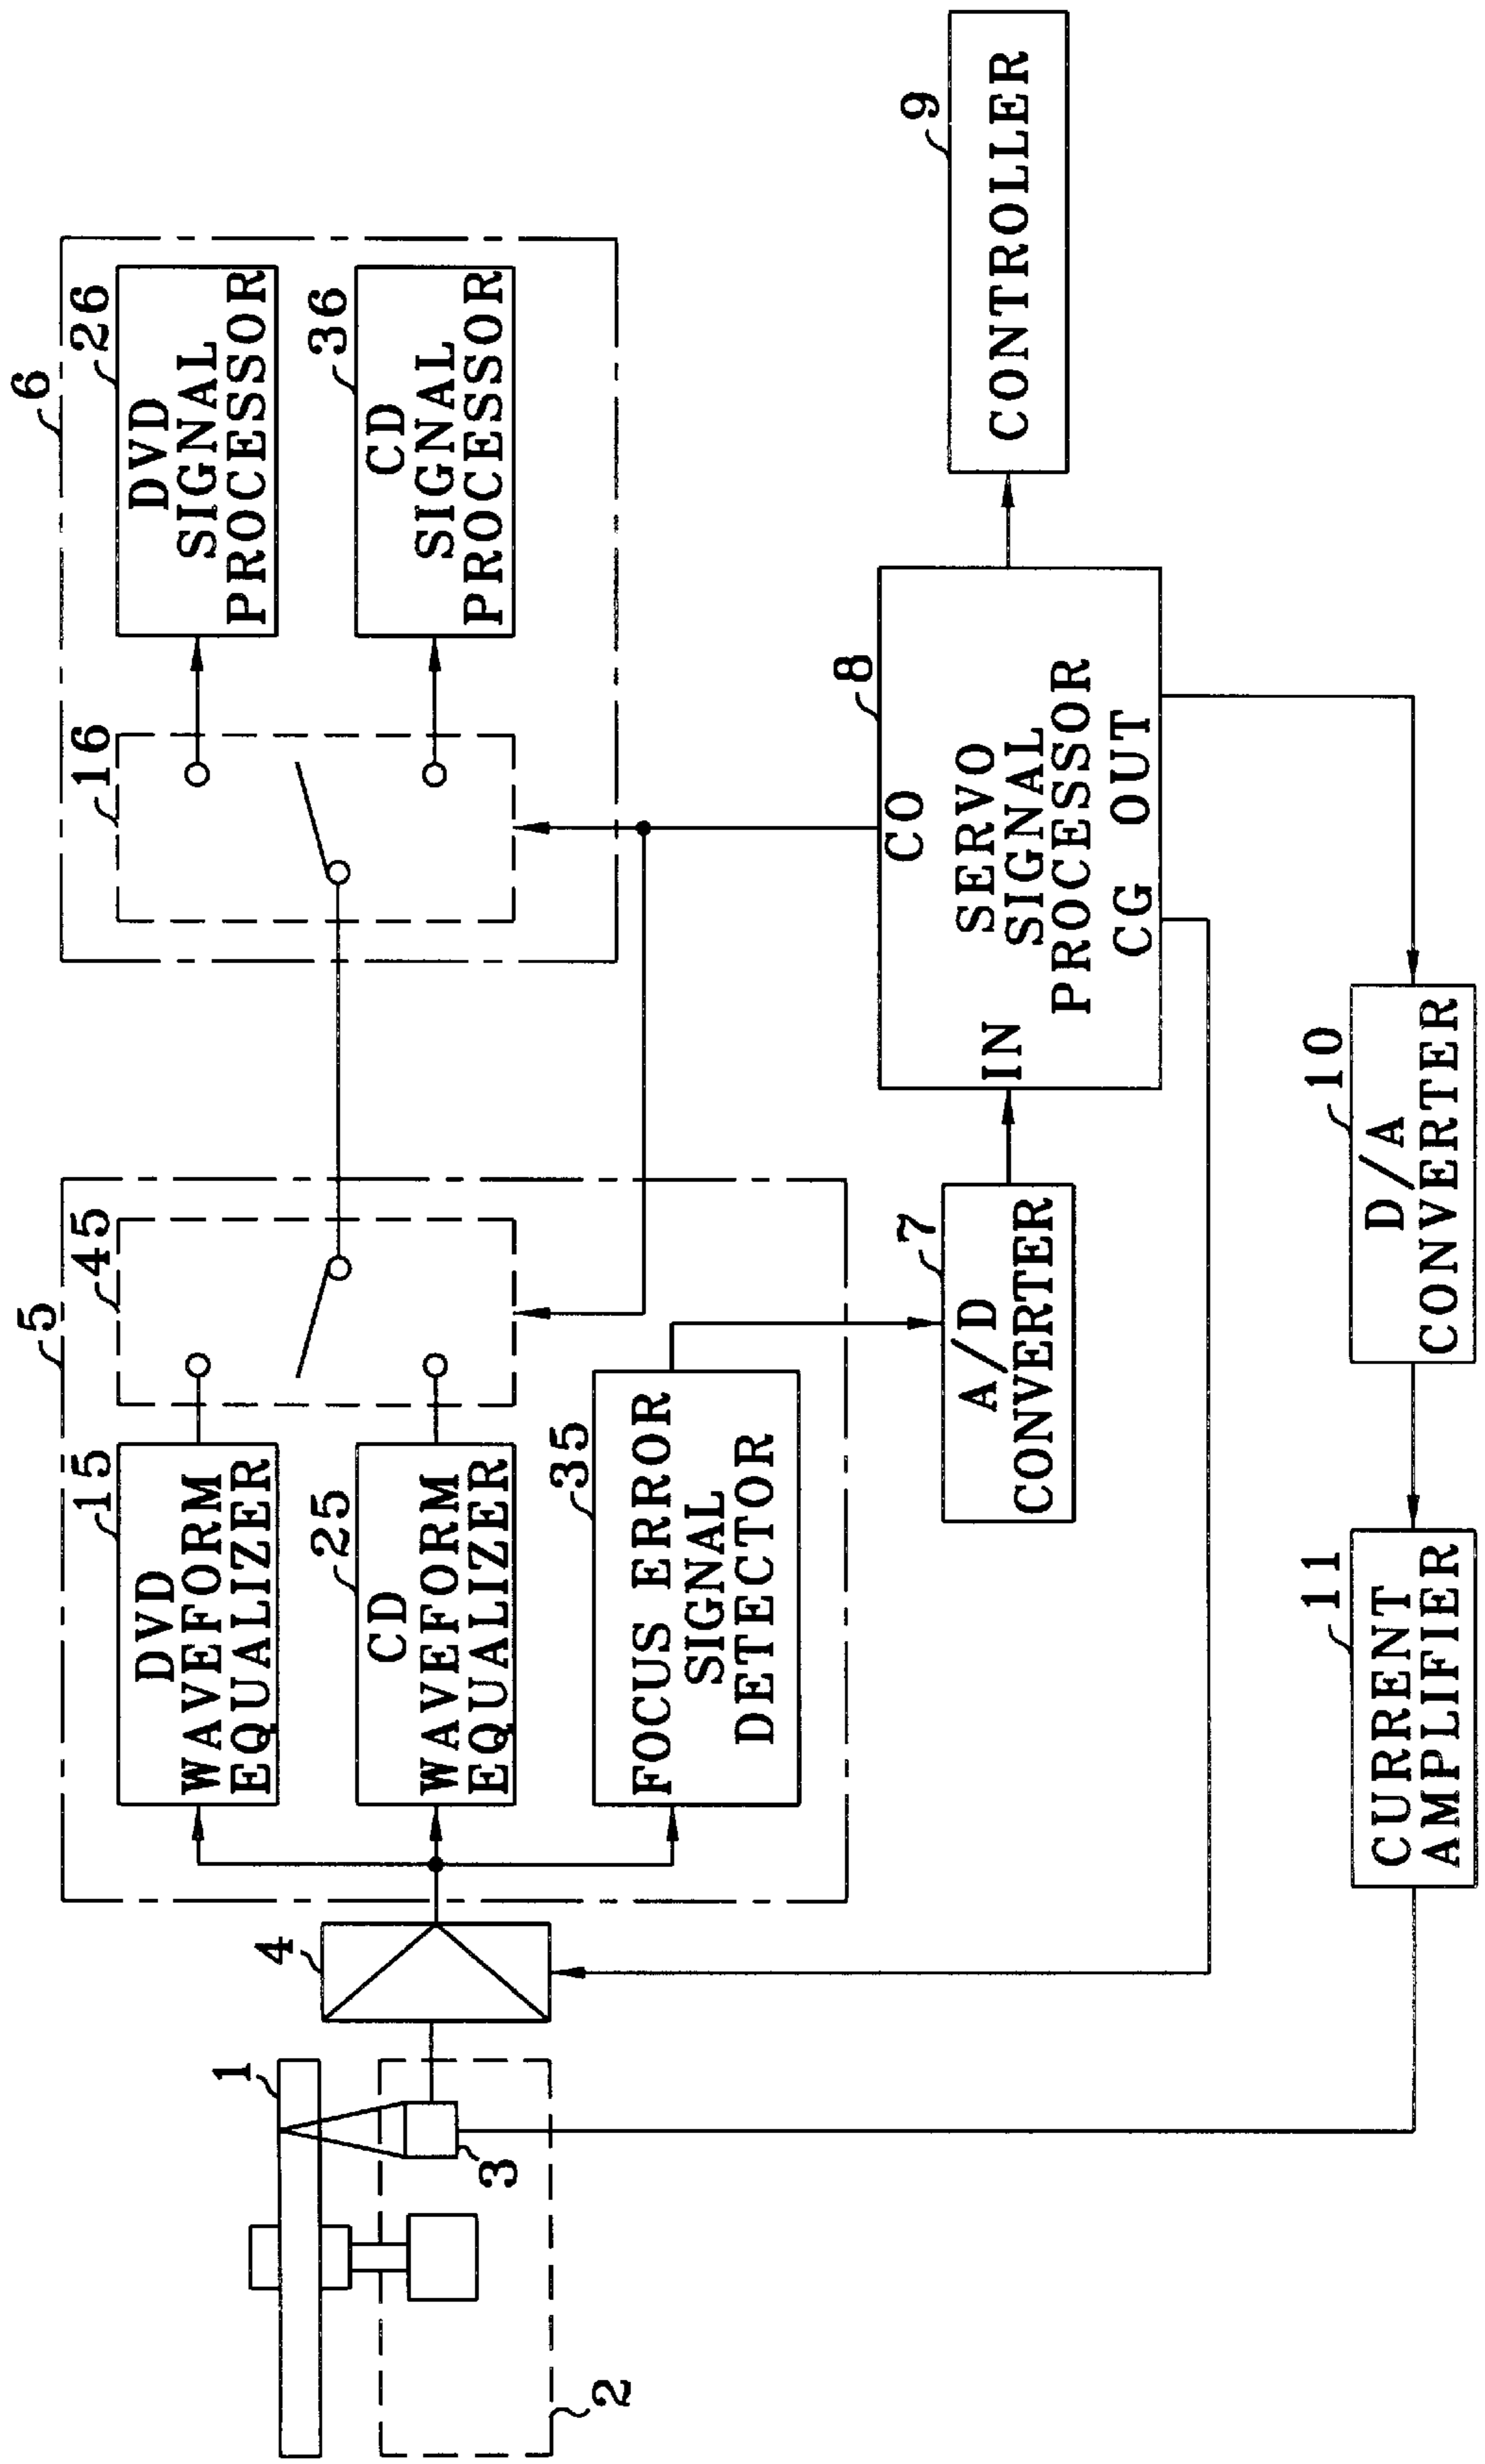 6
5
26
DVD
SIGNAL
PROCESSOR
16
45
15
DVD
WAVEFORM
EQUALIZER
36
CD
SIGNAL
PROCESSOR
25
CD
WAVEFORM
EQUALIZER
35
FOCUS ERROR
SIGNAL
DETECTOR
4
1
3
2
7
A/D
CONVERTER
8
CO
IN
SERVO
SIGNAL
PROCESSOR
CG OUT
9
CONTROLLER
10
D/A
CONVERTER
11
CURRENT
AMPLIFIER